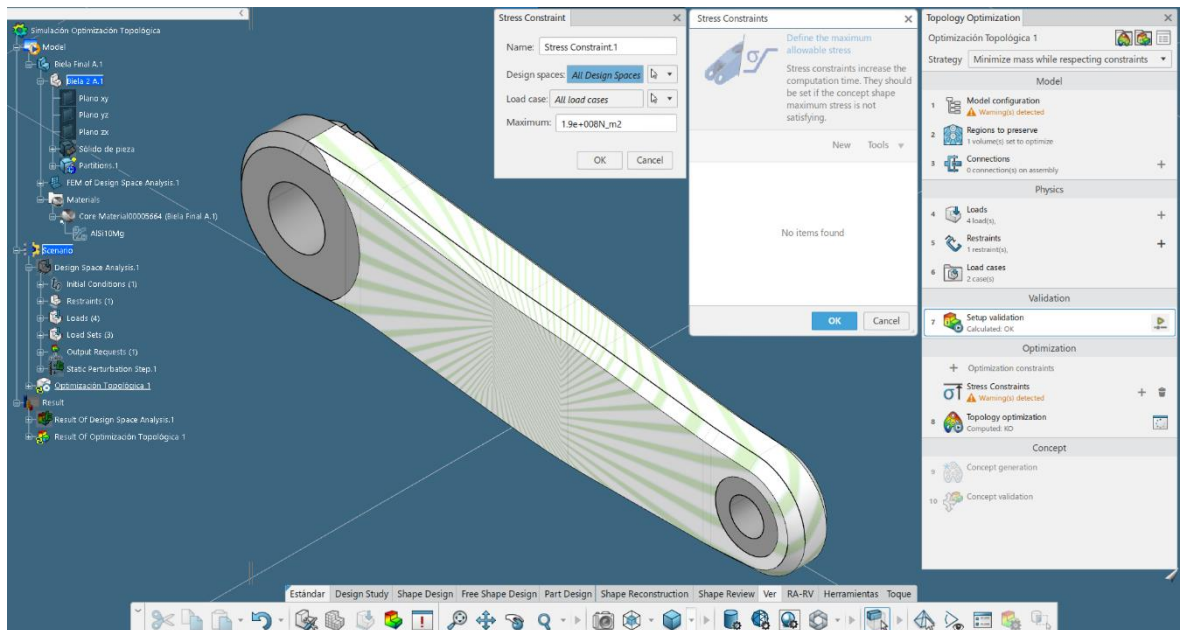 Simulación Optimización Topológica
Model
Biela Final A.1
Biela 2 A.1
Plano xy
Plano yz
Plano zx
Sólido de pieza
Partitions.1
FEM of Design Space Analysis.1
Materials
Core Material00005664 (Biela Final A.1)
AlSi10Mg
Scenario
Design Space Analysis.1
Initial Conditions (1)
Restraints (1)
Loads (4)
Load Sets (3)
Output Requests (1)
Static Perturbation Step.1
Optimización Topológica 1
Result
Result Of Design Space Analysis.1
Result Of Optimización Topológica 1
Stress Constraint
Name: Stress Constraint.1
Design spaces: All Design Spaces
Load case: All load cases
Maximum: 1.9e+008N_m2
OK Cancel
Stress Constraints
Define the maximum
allowable stress
Stress constraints increase the
computation time. They should
be set if the concept shape
maximum stress is not
satisfying.
New Tools
No items found
OK Cancel
Topology Optimization
Optimización Topológica 1
Strategy Minimize mass while respecting constraints
Model
1 Model configuration
Warning(s) detected
2 Regions to preserve
1 volume(s) set to optimize
3 Connections
0 connection(s) on assembly
Physics
4 Loads
4 load(s),
5 Restraints
1 restraint(s),
6 Load cases
2 case(s)
Validation
7 Setup validation
Calculated: OK
Optimization
Optimization constraints
Stress Constraints
Warning(s) detected
8 Topology optimization
Computed: KO
Concept
9 Concept generation
10 Concept validation
Estándar Design Study Shape Design Free Shape Design Part Design Shape Reconstruction Shape Review Ver RA-RV Herramientas Toque